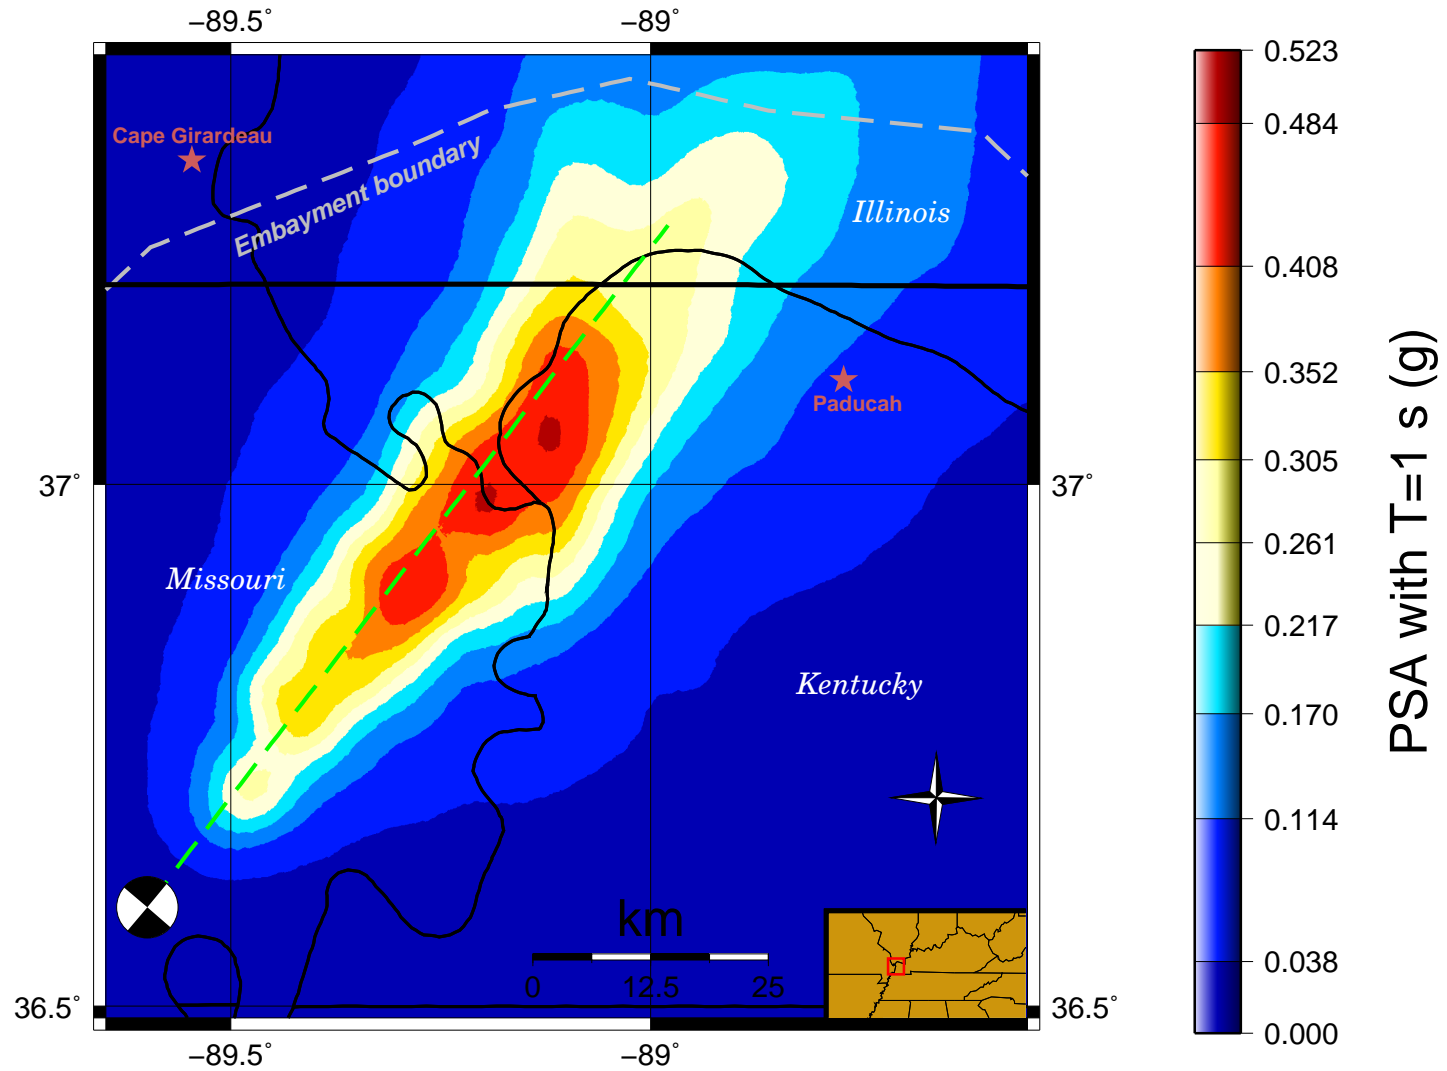 −89.5˚
−89˚
Cape Girardeau
Embayment boundary
Illinois
Paducah
37˚
37˚
Missouri
Kentucky
km
0
12.5
25
36.5˚
36.5˚
−89.5˚
−89˚
0.523
0.484
0.408
0.352
0.305
0.261
0.217
0.170
0.114
0.038
0.000
PSA with T=1 s (g)